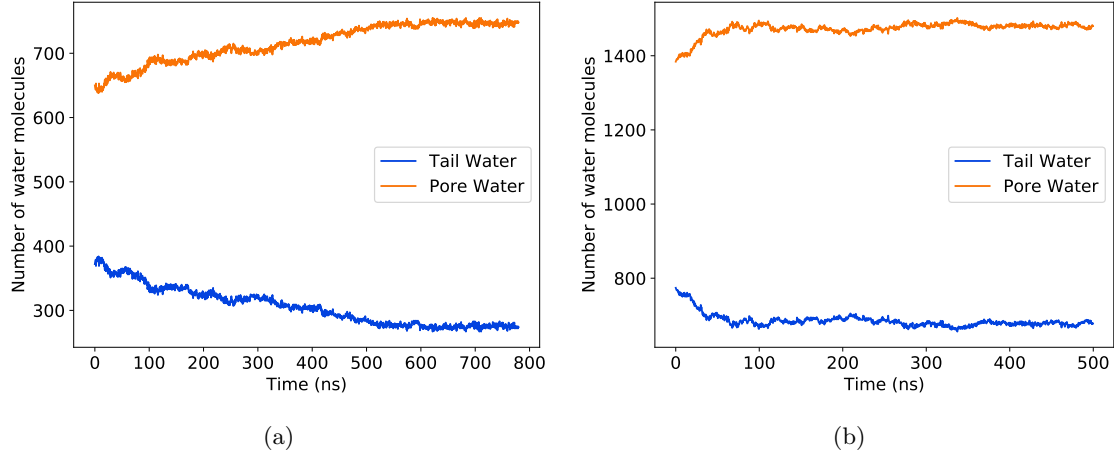 Number of water molecules
700
600
500
400
300
0 100 200 300 400 500 600 700 800
Time (ns)
Tail Water
Pore Water
(a)
Number of water molecules
1400
1200
1000
800
0 100 200 300 400 500
Time (ns)
Tail Water
Pore Water
(b)